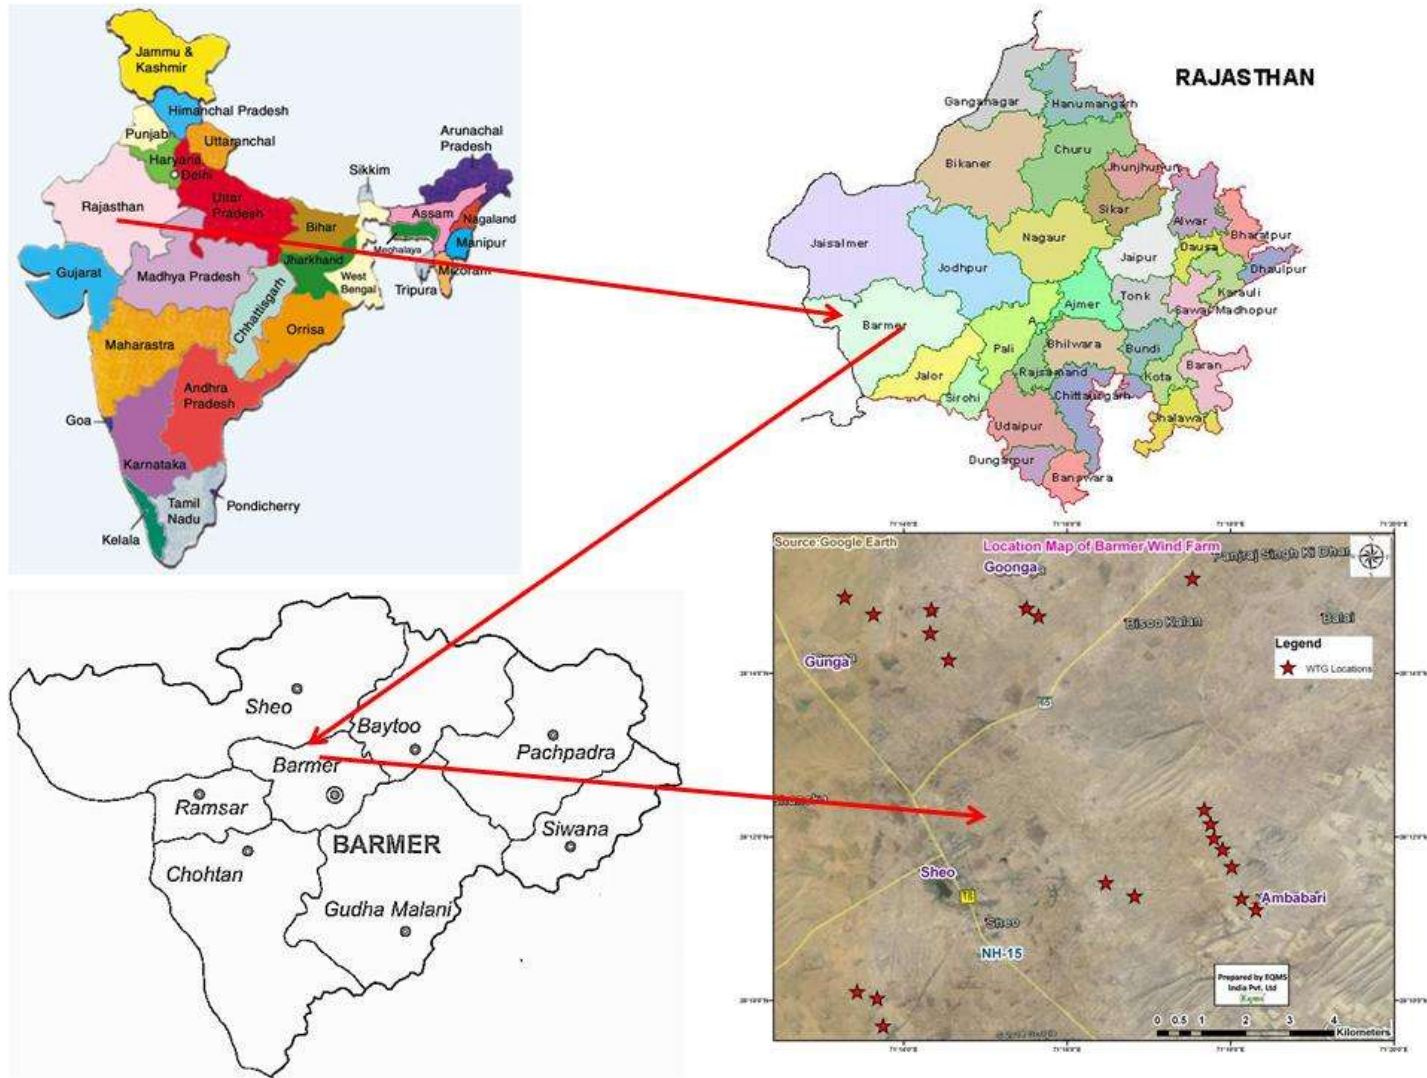 Jammu &
Kashmir
Himanchal Pradesh
Punjab
Uttaranchal
Haryana
Delhi
Arunachal
Pradesh
Sikkim
Rajasthan
Uttar
Pradesh
Bihar
Assam
Nagaland
Meghalaya
Manipur
Gujarat
Madhya Pradesh
Jharkhand
West
Bengal
Tripura
Mizoram
Chhattisgarh
Orrisa
Maharastra
Andhra
Pradesh
Goa
Karnataka
Tamil
Nadu
Pondicherry
Kelala
RAJASTHAN
Ganganagar
Hanumangarh
Bikaner
Churu
Jhunjhunun
Sikar
Alwar
Bharatpur
Jaisalmer
Jodhpur
Nagaur
Jaipur
Dausa
Dhaulpur
Karauli
Sawai Madhopur
Tonk
Ajmer
A
Barmer
Pali
Bhilwara
Bundi
Baran
Kota
Jalor
Rajsamand
Sirohi
Chittaurgarh
Jhalawar
Udaipur
Dungarpur
Banswara
Sheo
Baytoo
Pachpadra
Barmer
Ramsar
Siwana
BARMER
Chohtan
Gudha Malani
Source:Google Earth
Location Map of Barmer Wind Farm
Goonga
Panjraj Singh Ki Dhar
Bisoo Kalan
Balai
Legend
WTG Locations
Gunga
Sheo
15
Sheo
NH-15
Ambabari
Prepared by EQMS
India Pvt. Ltd
0 0.5 1 2 3 4
Kilometers